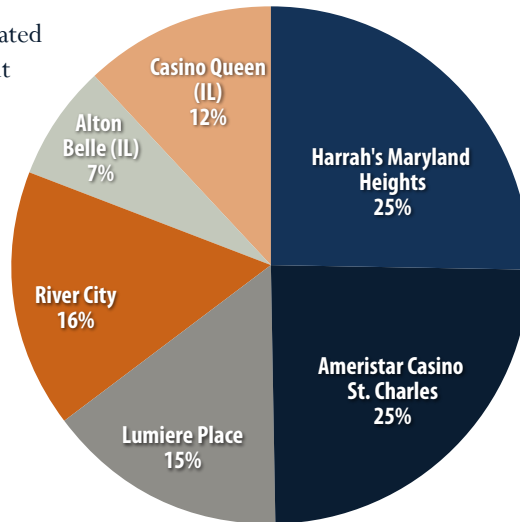 Casino Queen
(IL)
12%
Alton
Belle (IL)
7%
Harrah's Maryland
Heights
25%
River City
16%
Ameristar Casino
St. Charles
25%
Lumiere Place
15%